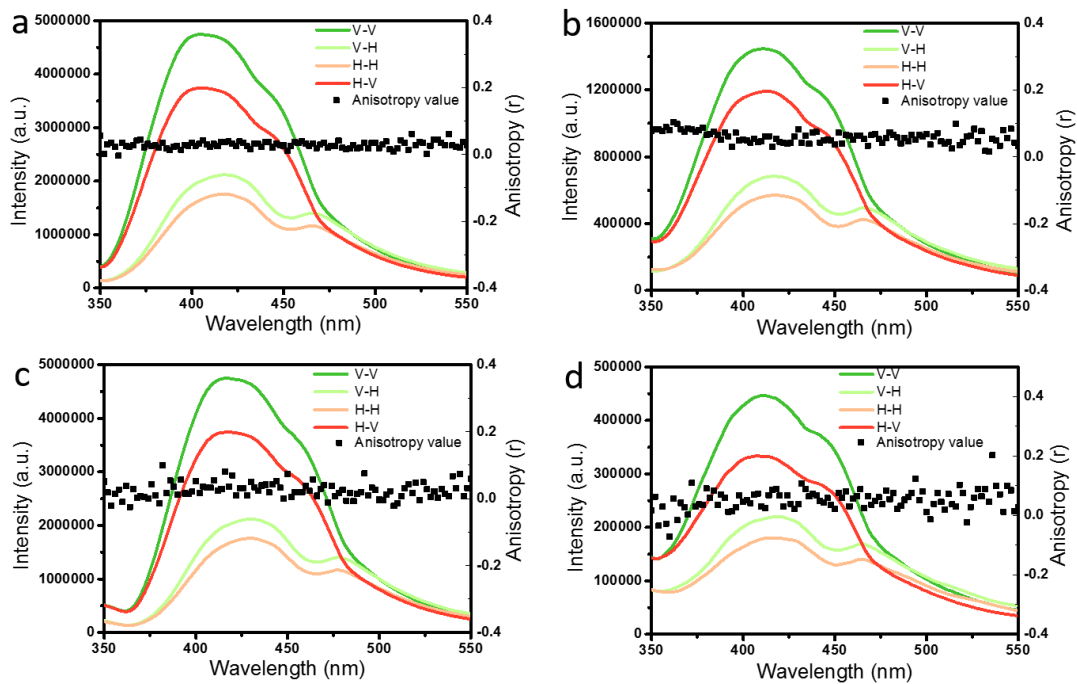 a
5000000
4000000
3000000
2000000
1000000
0
Intensity (a.u.)
350
400
450
500
550
Wavelength (nm)
0.4
0.2
0.0
-0.2
-0.4
Anisotropy (r)
V-V
V-H
H-H
H-V
Anisotropy value
b
1600000
1200000
800000
400000
0
Intensity (a.u.)
350
400
450
500
550
Wavelength (nm)
0.4
0.2
0.0
-0.2
-0.4
Anisotropy (r)
V-V
V-H
H-H
H-V
Anisotropy value
c
5000000
4000000
3000000
2000000
1000000
0
Intensity (a.u.)
350
400
450
500
550
Wavelength (nm)
0.4
0.2
0.0
-0.2
-0.4
Anisotropy (r)
V-V
V-H
H-H
H-V
Anisotropy value
d
500000
400000
300000
200000
100000
0
Intensity (a.u.)
350
400
450
500
550
Wavelength (nm)
0.4
0.2
0.0
-0.2
-0.4
Anisotropy (r)
V-V
V-H
H-H
H-V
Anisotropy value